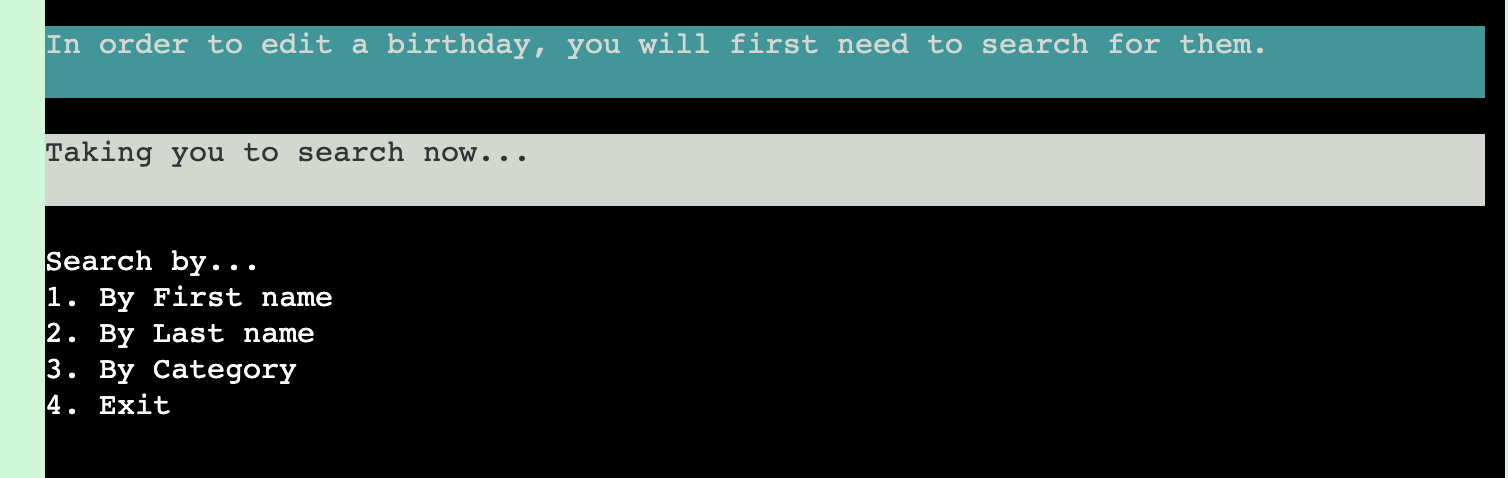 In order to edit a birthday, you will first need to search for them.
Taking you to search now...
Search by...
1. By First name
2. By Last name
3. By Category
4. Exit